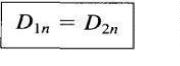 D₁ₙ = D₂ₙ